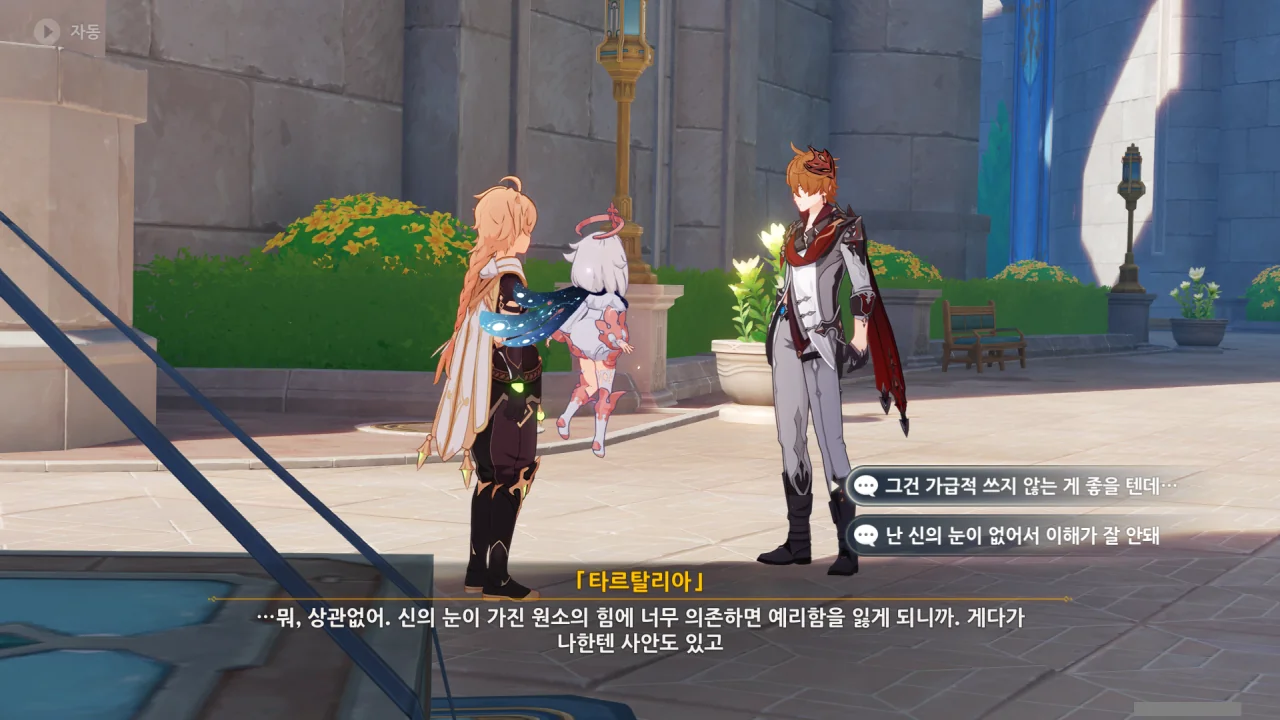 자동
그건 가급적 쓰지 않는 게 좋을 텐데…
난 신의 눈이 없어서 이해가 잘 안돼
「타르탈리아」
…뭐, 상관없어. 신의 눈이 가진 원소의 힘에 너무 의존하면 예리함을 잃게 되니까. 게다가
나한텐 사안도 있고